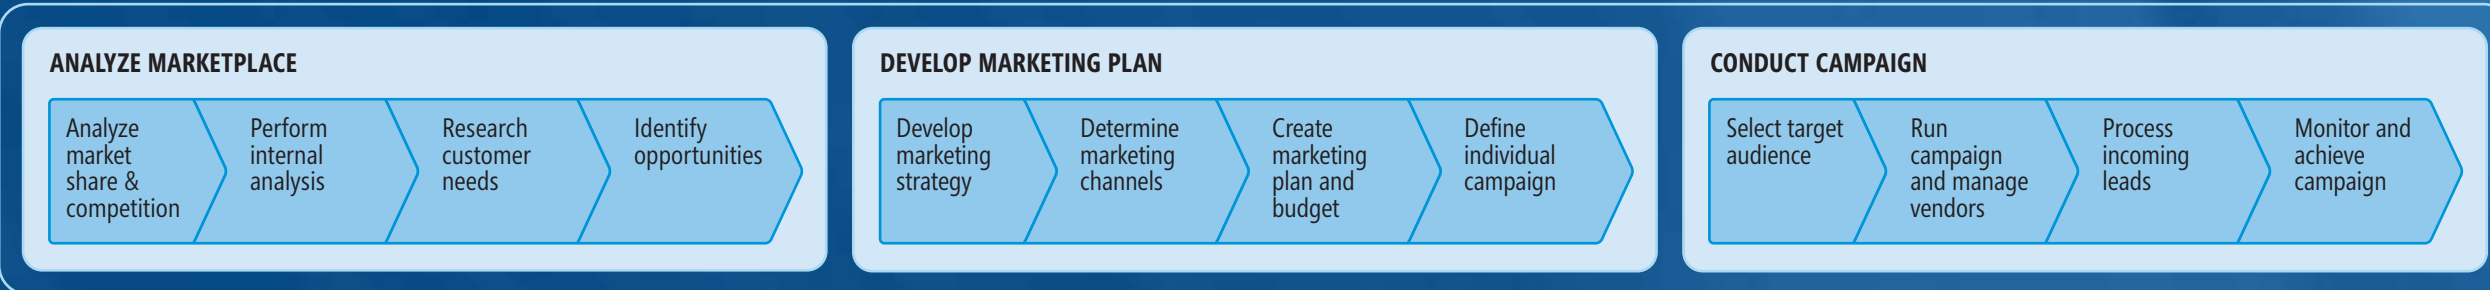 ANALYZE MARKETPLACE
Analyze
market
share &
competition
Perform
internal
analysis
Research
customer
needs
Identify
opportunities
DEVELOP MARKETING PLAN
Develop
marketing
strategy
Determine
marketing
channels
Create
marketing
plan and
budget
Define
individual
campaign
CONDUCT CAMPAIGN
Select target
audience
Run
campaign
and manage
vendors
Process
incoming
leads
Monitor and
achieve
campaign